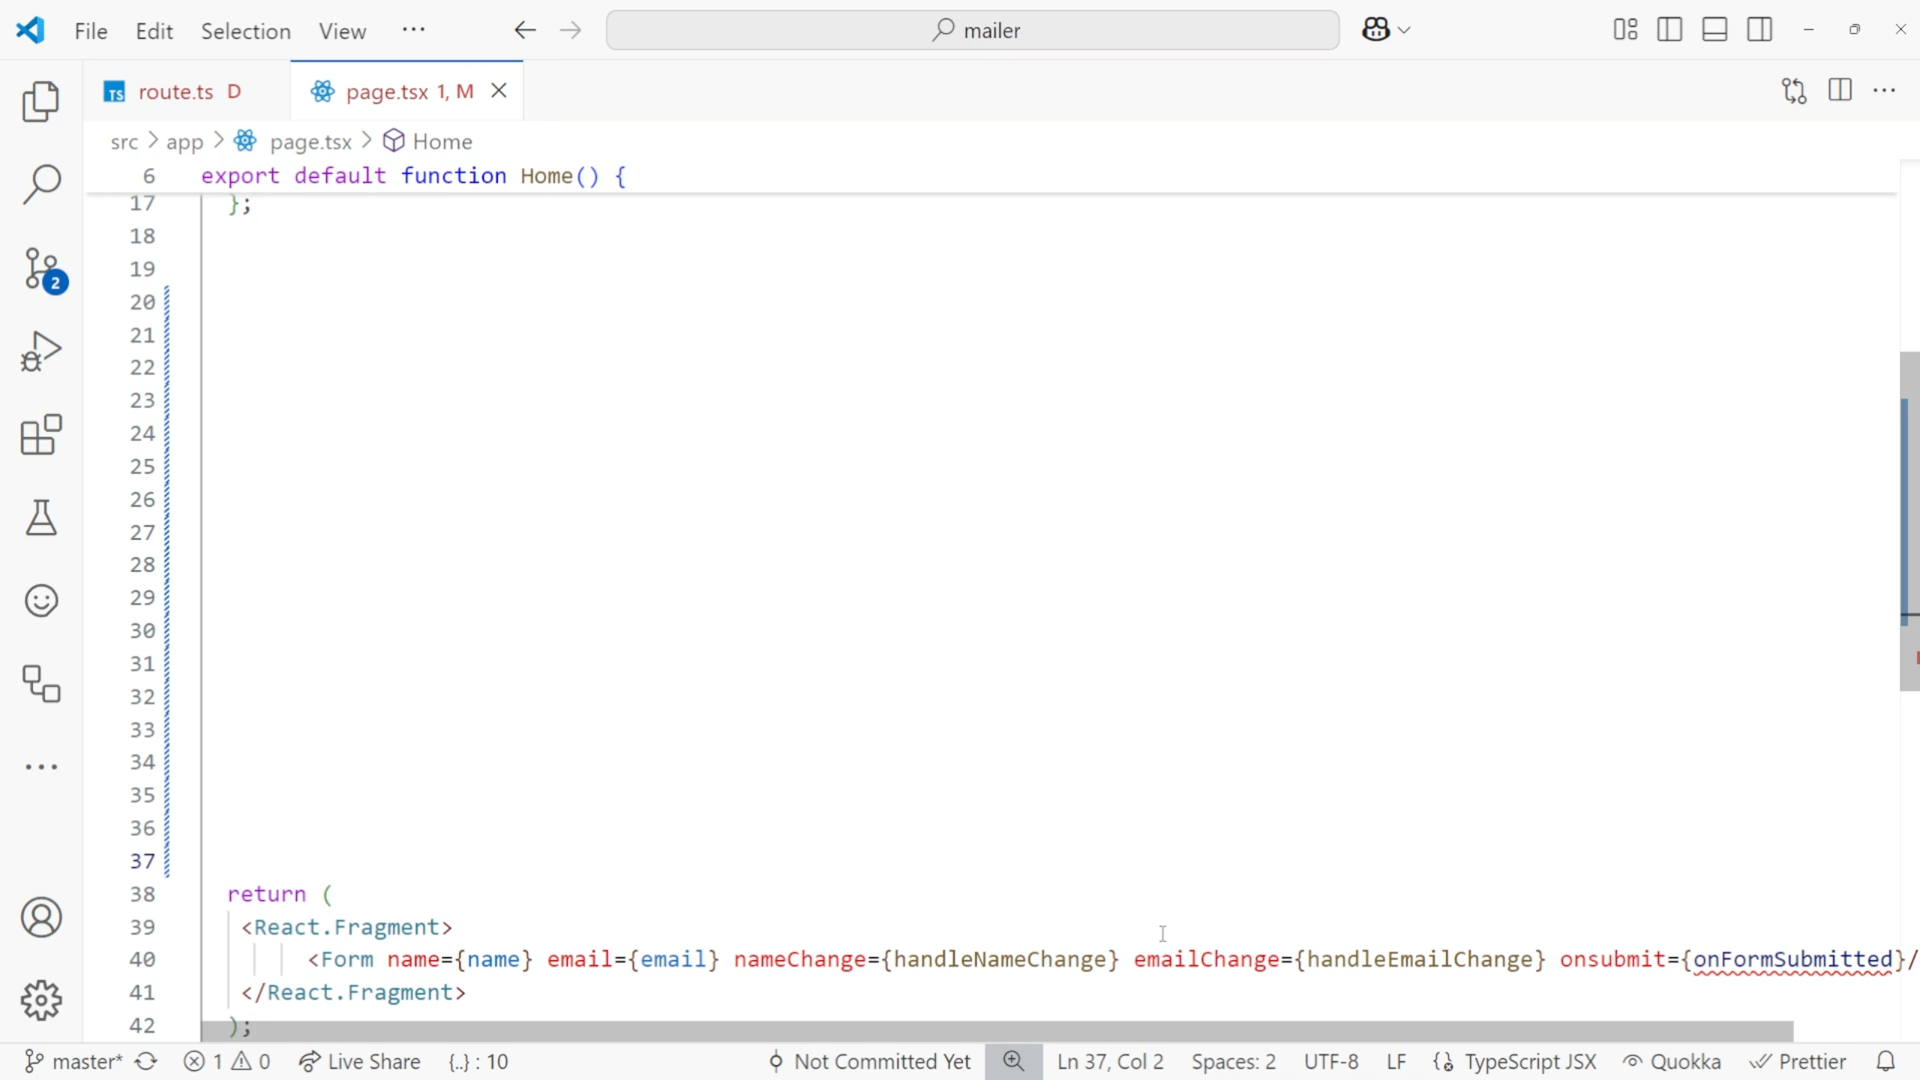 File Edit Selection View ··· mailer
route.ts D page.tsx 1, M
src > app > page.tsx > Home
6 export default function Home() {
17 };
18
19
20
21
22
23
24
25
26
27
28
29
30
31
32
33
34
35
36
37
38 return (
39 <React.Fragment>
40 <Form name={name} email={email} nameChange={handleNameChange} emailChange={handleEmailChange} onsubmit={onFormSubmitted}/
41 </React.Fragment>
42 );
2
master* 1 0 Live Share {..} : 10 Not Committed Yet Ln 37, Col 2 Spaces: 2 UTF-8 LF TypeScript JSX Quokka Prettier